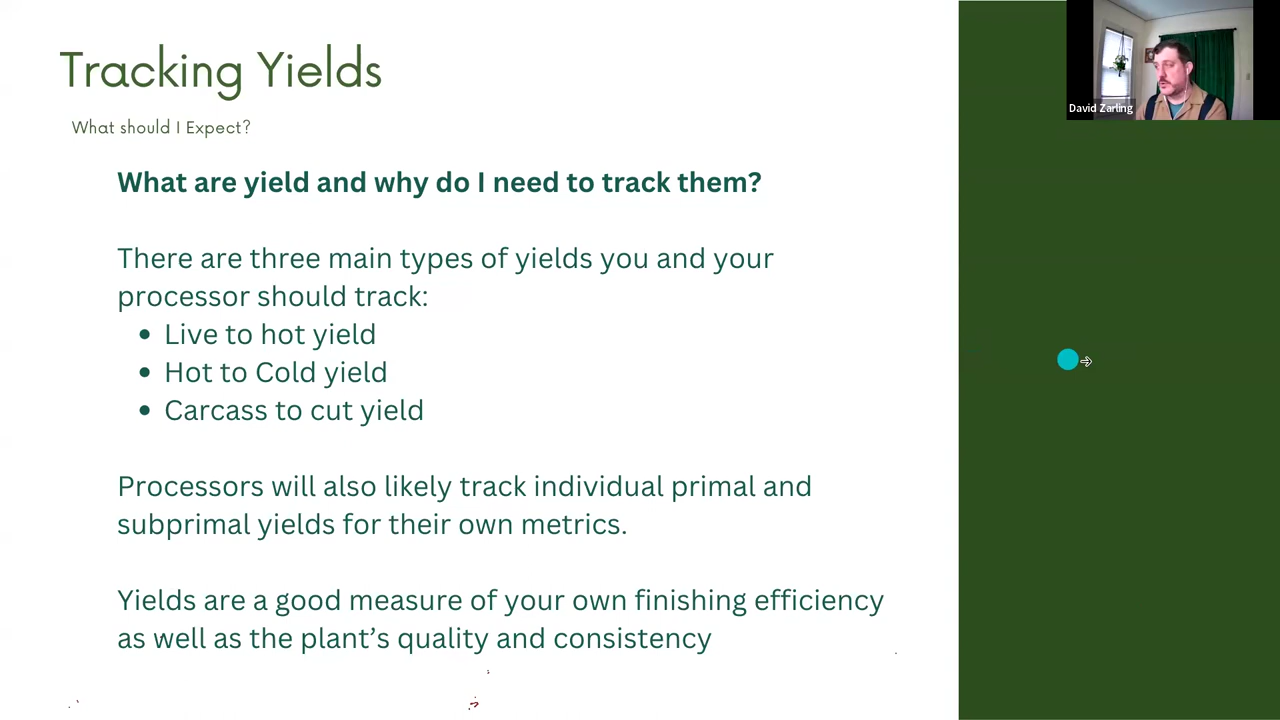 Tracking Yields
What should I Expect?
What are yield and why do I need to track them?
There are three main types of yields you and your
processor should track:
• Live to hot yield
• Hot to Cold yield
• Carcass to cut yield
Processors will also likely track individual primal and
subprimal yields for their own metrics.
Yields are a good measure of your own finishing efficiency
as well as the plant’s quality and consistency
David Zarling